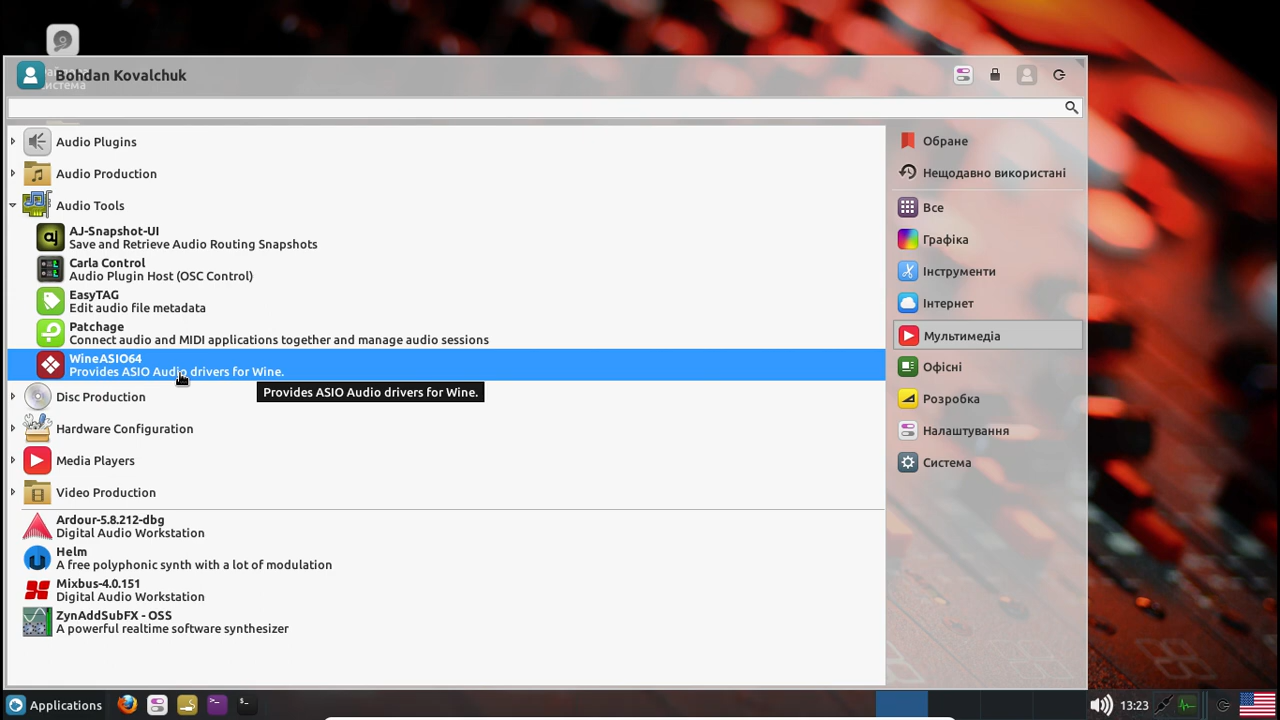 Bohdan Kovalchuk
система
Audio Plugins
Audio Production
Audio Tools
AJ-Snapshot-UI
Save and Retrieve Audio Routing Snapshots
Carla Control
Audio Plugin Host (OSC Control)
EasyTAG
Edit audio file metadata
Patchage
Connect audio and MIDI applications together and manage audio sessions
WineASIO64
Provides ASIO Audio drivers for Wine.
Provides ASIO Audio drivers for Wine.
Disc Production
Hardware Configuration
Media Players
Video Production
Ardour-5.8.212-dbg
Digital Audio Workstation
Helm
A free polyphonic synth with a lot of modulation
Mixbus-4.0.151
Digital Audio Workstation
ZynAddSubFX - OSS
A powerful realtime software synthesizer
Обране
Нещодавно використані
Все
Графіка
Інструменти
Інтернет
Мультимедіа
Офісні
Розробка
Налаштування
Система
Applications
13:23